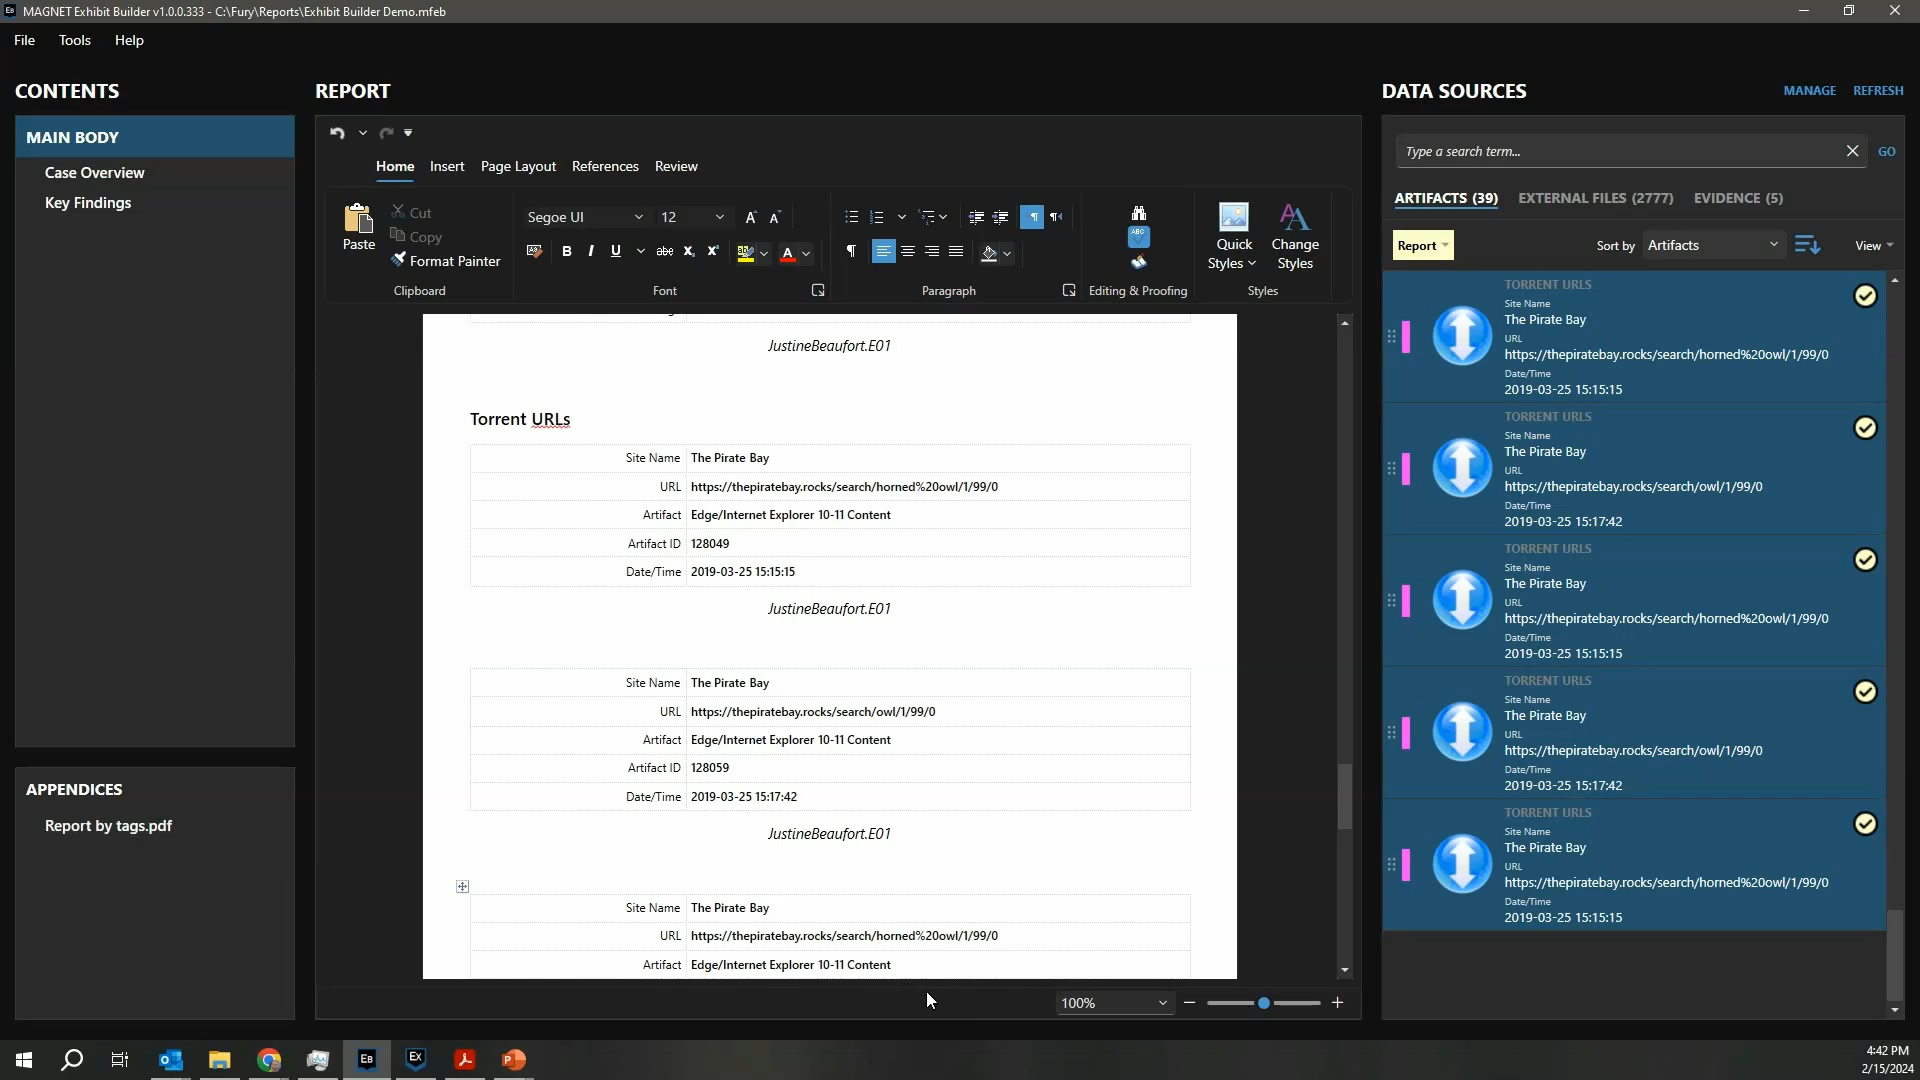 MAGNET Exhibit Builder v1.0.0.333 - C:\Fury\Reports\Exhibit Builder Demo.mfeb
File Tools Help
CONTENTS
MAIN BODY
Case Overview
Key Findings
APPENDICES
Report by tags.pdf
REPORT
Home Insert Page Layout References Review
Paste
Cut
Copy
Format Painter
Clipboard
Segoe UI 12
B I U abc X₂ X²
Font
Paragraph
ABC
Editing & Proofing
Quick Styles
Change Styles
Styles
JustineBeaufort.E01
Torrent URLs
Site Name The Pirate Bay
URL https://thepiratebay.rocks/search/horned%20owl/1/99/0
Artifact Edge/Internet Explorer 10-11 Content
Artifact ID 128049
Date/Time 2019-03-25 15:15:15
JustineBeaufort.E01
Site Name The Pirate Bay
URL https://thepiratebay.rocks/search/owl/1/99/0
Artifact Edge/Internet Explorer 10-11 Content
Artifact ID 128059
Date/Time 2019-03-25 15:17:42
JustineBeaufort.E01
Site Name The Pirate Bay
URL https://thepiratebay.rocks/search/horned%20owl/1/99/0
Artifact Edge/Internet Explorer 10-11 Content
100%
DATA SOURCES MANAGE REFRESH
Type a search term... GO
ARTIFACTS (39) EXTERNAL FILES (2777) EVIDENCE (5)
Report Sort by Artifacts View
TORRENT URLS
Site Name
The Pirate Bay
URL
https://thepiratebay.rocks/search/horned%20owl/1/99/0
Date/Time
2019-03-25 15:15:15
TORRENT URLS
Site Name
The Pirate Bay
URL
https://thepiratebay.rocks/search/owl/1/99/0
Date/Time
2019-03-25 15:17:42
TORRENT URLS
Site Name
The Pirate Bay
URL
https://thepiratebay.rocks/search/horned%20owl/1/99/0
Date/Time
2019-03-25 15:15:15
TORRENT URLS
Site Name
The Pirate Bay
URL
https://thepiratebay.rocks/search/owl/1/99/0
Date/Time
2019-03-25 15:17:42
TORRENT URLS
Site Name
The Pirate Bay
URL
https://thepiratebay.rocks/search/horned%20owl/1/99/0
Date/Time
2019-03-25 15:15:15
4:42 PM
2/15/2024